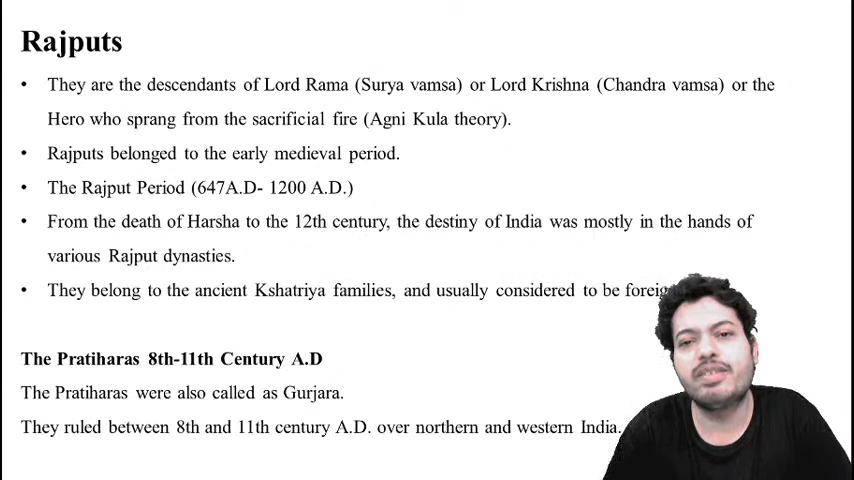 Rajputs
• They are the descendants of Lord Rama (Surya vamsa) or Lord Krishna (Chandra vamsa) or the
Hero who sprang from the sacrificial fire (Agni Kula theory).
• Rajputs belonged to the early medieval period.
• The Rajput Period (647A.D- 1200 A.D.)
• From the death of Harsha to the 12th century, the destiny of India was mostly in the hands of
various Rajput dynasties.
• They belong to the ancient Kshatriya families, and usually considered to be
The Pratiharas 8th-11th Century A.D
The Pratiharas were also called as Gurjara.
They ruled between 8th and 11th century A.D. over northern and western India.